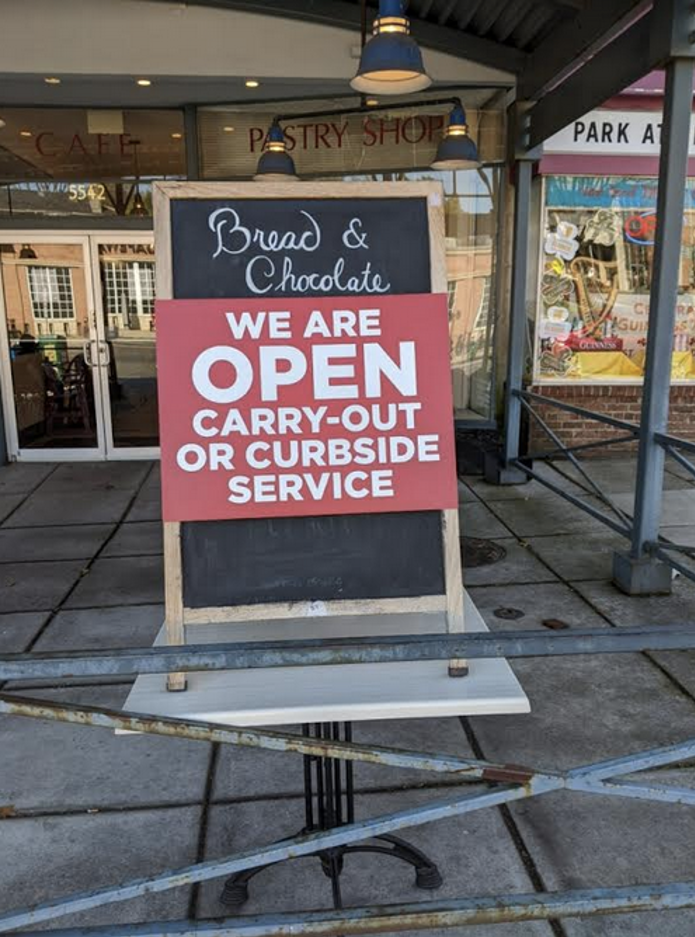 CAFE
PASTRY SHOP
5542
PARK AT
Bread &
Chocolate
WE ARE
OPEN
CARRY-OUT
OR CURBSIDE
SERVICE
GUINNESS